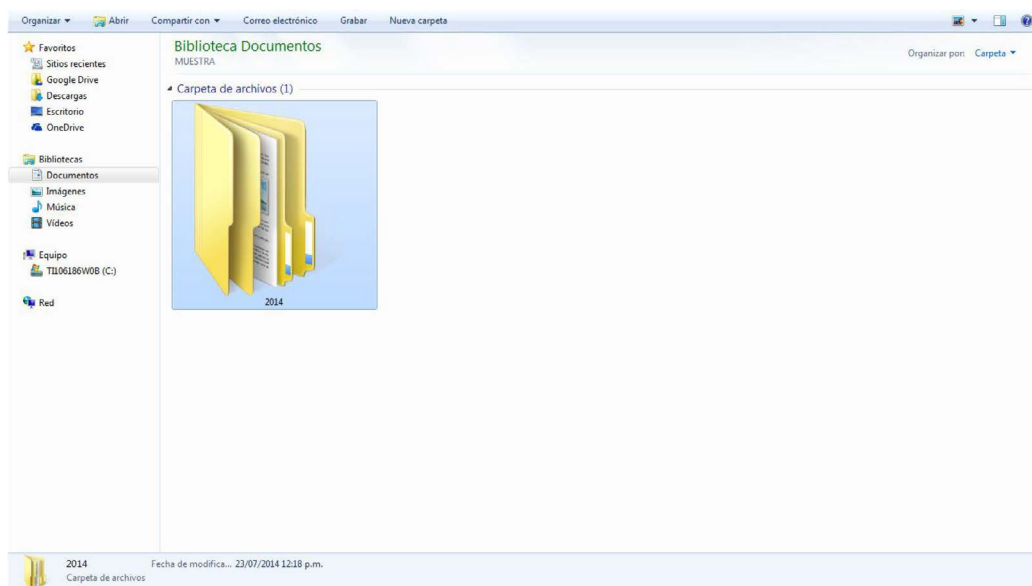 Organizar Abrir Compartir con Correo electrónico Grabar Nueva carpeta
Favoritos
Sitios recientes
Google Drive
Descargas
Escritorio
OneDrive
Bibliotecas
Documentos
Imágenes
Música
Vídeos
Equipo
TI106186W0B (C:)
Red
Biblioteca Documentos
MUESTRA
Organizar por: Carpeta
Carpeta de archivos (1)
2014
2014 Fecha de modifica... 23/07/2014 12:18 p.m.
Carpeta de archivos